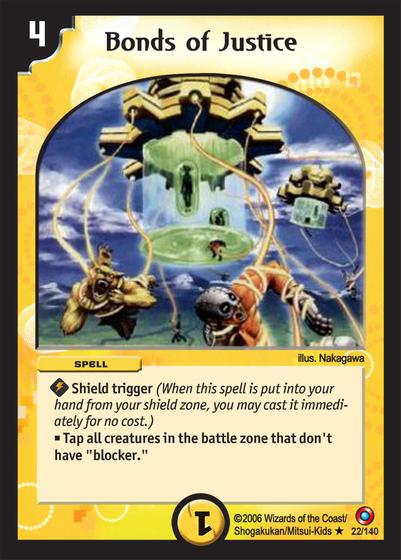 4
Bonds of Justice
illus. Nakagawa
SPELL
Shield trigger (When this spell is put into your
hand from your shield zone, you may cast it immedi-
ately for no cost.)
▪ Tap all creatures in the battle zone that don't
have "blocker."
1
©2006 Wizards of the Coast/
Shogakukan/Mitsui-Kids ★ 22/140